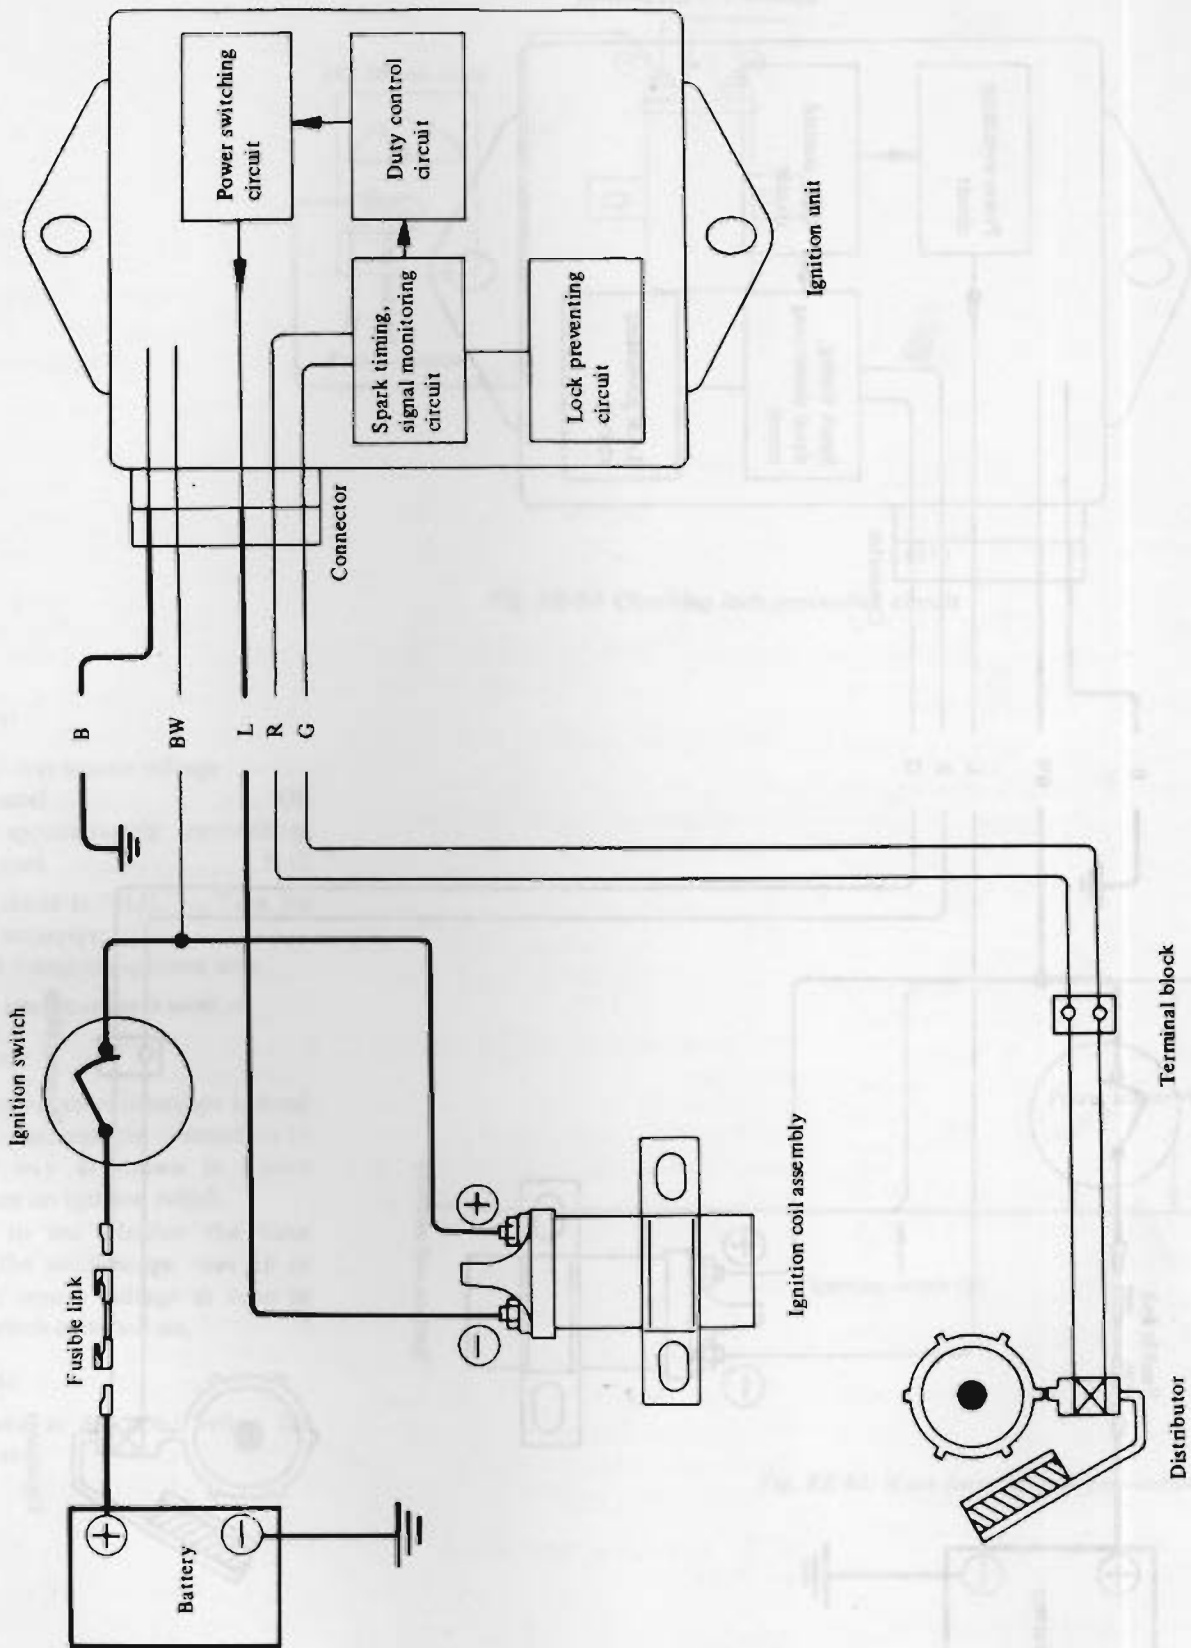 Power switching
circuit
Duty control
circuit
Spark timing,
signal monitoring
circuit
Lock preventing
circuit
Ignition unit
Connector
B
BW
L
R
G
Ignition switch
Fusible link
+
−
Battery
+
−
Ignition coil assembly
Terminal block
Distributor